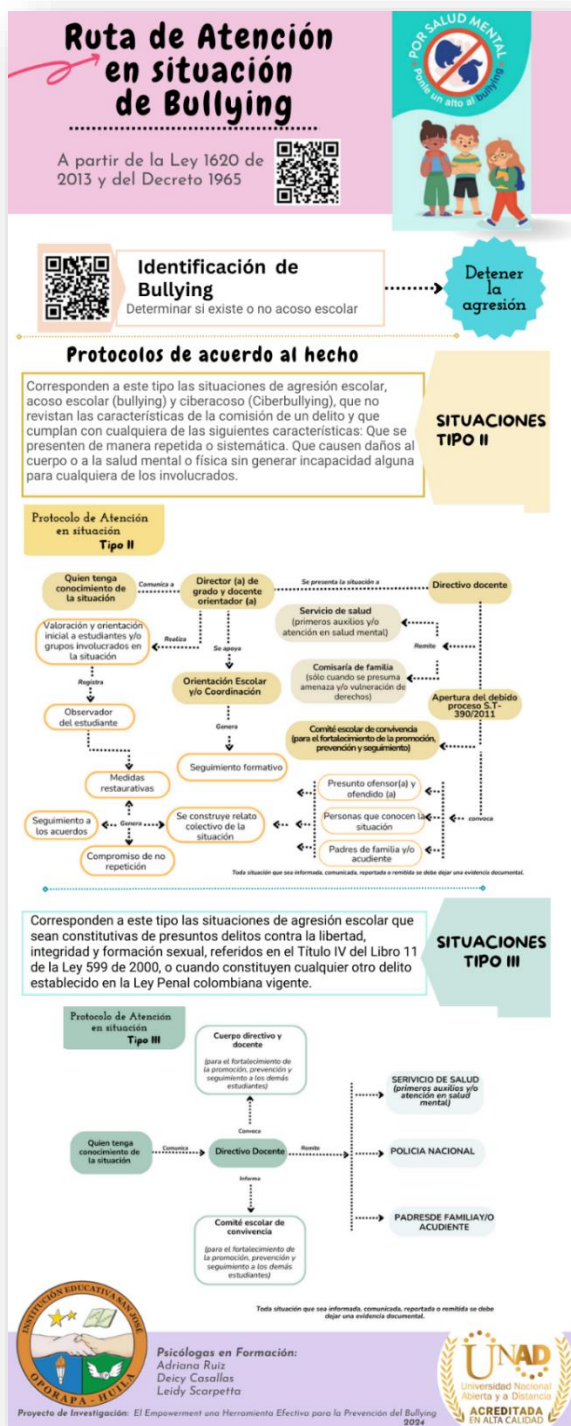 Ruta de Atención
en situación
de Bullying
A partir de la Ley 1620 de
2013 y del Decreto 1965
POR SALUD MENTAL
Ponle un alto al bullying
Identificación de
Bullying
Determinar si existe o no acoso escolar
Detener
la
agresión
Protocolos de acuerdo al hecho
Corresponden a este tipo las situaciones de agresión escolar,
acoso escolar (bullying) y ciberacoso (Ciberbullying), que no
revistan las características de la comisión de un delito y que
cumplan con cualquiera de las siguientes características: Que se
presenten de manera repetida o sistemática. Que causen daños al
cuerpo o a la salud mental o física sin generar incapacidad alguna
para cualquiera de los involucrados.
SITUACIONES
TIPO II
Protocolo de Atención
en situación
Tipo II
Quien tenga
conocimiento de
la situación
Comunica a
Director (a) de
grado y docente
orientador (a)
Se presenta la situación a
Directivo docente
Valoración y orientación
inicial a estudiantes y/o
grupos involucrados en
la situación
Realiza
Se apoya
Servicio de salud
(primeros auxilios y/o
atención en salud mental)
Remite
Comisaría de familia
(sólo cuando se presuma
amenaza y/o vulneración de
derechos)
Registra
Orientación Escolar
y/o Coordinación
Apertura del debido
proceso S.T-
390/2011
Observador
del estudiante
Genera
Comité escolar de convivencia
(para el fortalecimiento de la promoción,
prevención y seguimiento)
Seguimiento formativo
Medidas
restaurativas
Presunto ofensor(a) y
ofendido (a)
Seguimiento a
los acuerdos
Genera
Se construye relato
colectivo de la
situación
Personas que conocen la
situación
convoca
Compromiso de no
repetición
Padres de familia y/o
acudiente
Toda situación que sea informada, comunicada, reportada o remitida se debe dejar una evidencia documental.
Corresponden a este tipo las situaciones de agresión escolar que
sean constitutivas de presuntos delitos contra la libertad,
integridad y formación sexual, referidos en el Título IV del Libro 11
de la Ley 599 de 2000, o cuando constituyen cualquier otro delito
establecido en la Ley Penal colombiana vigente.
SITUACIONES
TIPO III
Protocolo de Atención
en situación
Tipo III
Cuerpo directivo y
docente
(para el fortalecimiento de
la promoción, prevención
y seguimiento a los demás
estudiantes)
SERIVICIO DE SALUD
(primeros auxilios y/o
atención en salud
mental)
Convoca
Quien tenga
conocimiento de
la situación
Comunica
Directivo Docente
Remite
POLICIA NACIONAL
Informa
Comité escolar de
convivencia
(para el fortalecimiento de
la promoción, prevención y
seguimiento a los demás
estudiantes)
PADRESDE FAMILIAY/O
ACUDIENTE
Toda situación que sea informada, comunicada, reportada o remitida se debe
dejar una evidencia documental.
INSTITUCIÓN EDUCATIVA SAN JOSÉ
OPORAPA - HUILA
Psicólogas en Formación:
Adriana Ruiz
Deicy Casallas
Leidy Scarpetta
UNAD
Universidad Nacional
Abierta y a Distancia
ACREDITADA
EN ALTA CALIDAD
Proyecto de Investigación: El Empowerment una Herramienta Efectiva para la Prevención del Bullying
2024